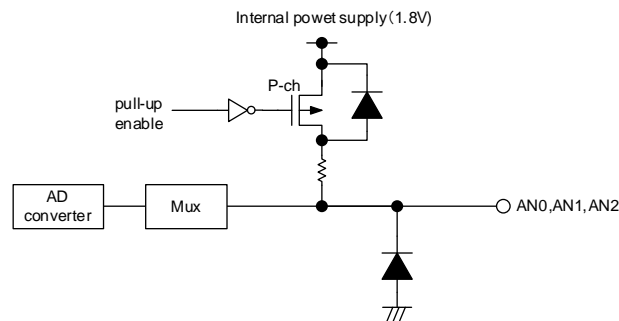 Internal powet supply(1.8V)
P-ch
pull-up
enable
AD
converter
Mux
AN0,AN1,AN2